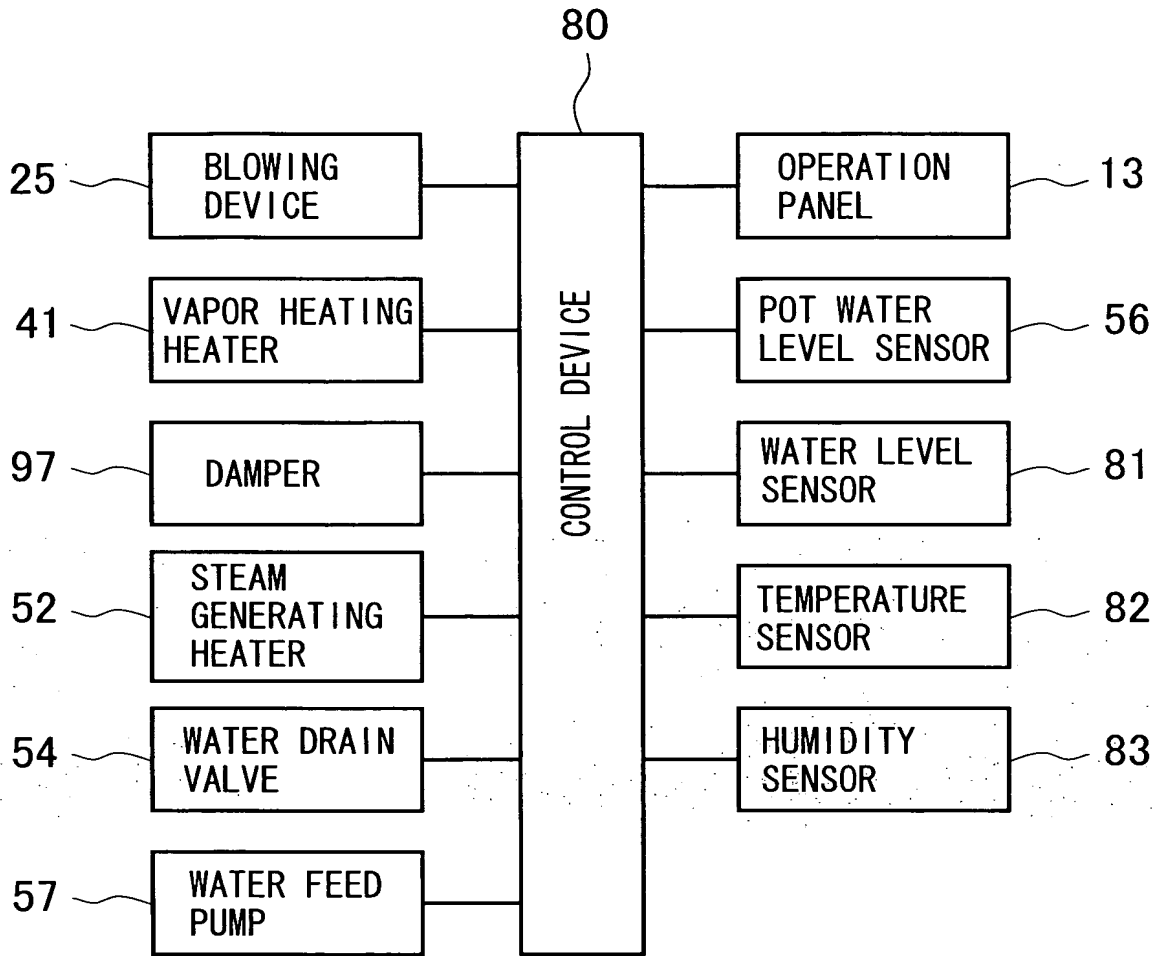 80
25
BLOWING
DEVICE
OPERATION
PANEL
13
41
VAPOR HEATING
HEATER
POT WATER
LEVEL SENSOR
56
CONTROL DEVICE
97
DAMPER
WATER LEVEL
SENSOR
81
52
STEAM
GENERATING
HEATER
TEMPERATURE
SENSOR
82
54
WATER DRAIN
VALVE
HUMIDITY
SENSOR
83
57
WATER FEED
PUMP